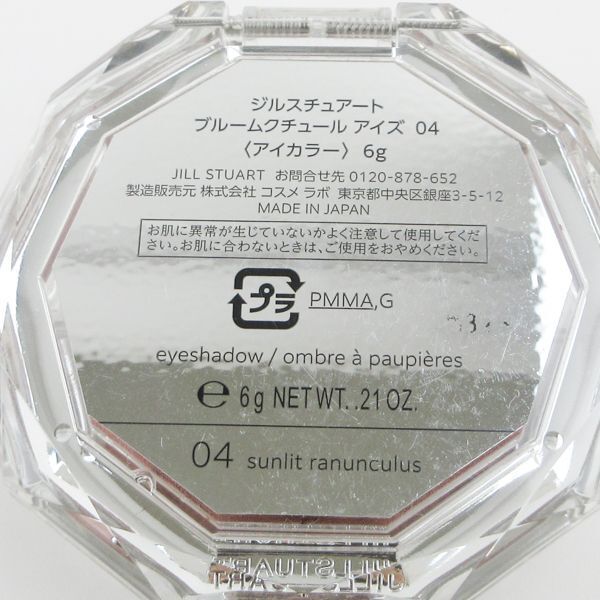 ジルスチュアート
ブルームクチュール アイズ 04
〈アイカラー〉 6g
JILL STUART お問合せ先 0120-878-652
製造販売元 株式会社 コスメ ラボ 東京都中央区銀座3-5-12
MADE IN JAPAN
お肌に異常が生じていないかよく注意して使用してくだ
さい。お肌に合わないときは、ご使用をおやめください。
プラ PMMA,G
eyeshadow / ombre à paupières
e 6g NET WT. .21 OZ.
04 sunlit ranunculus
JILL STUART